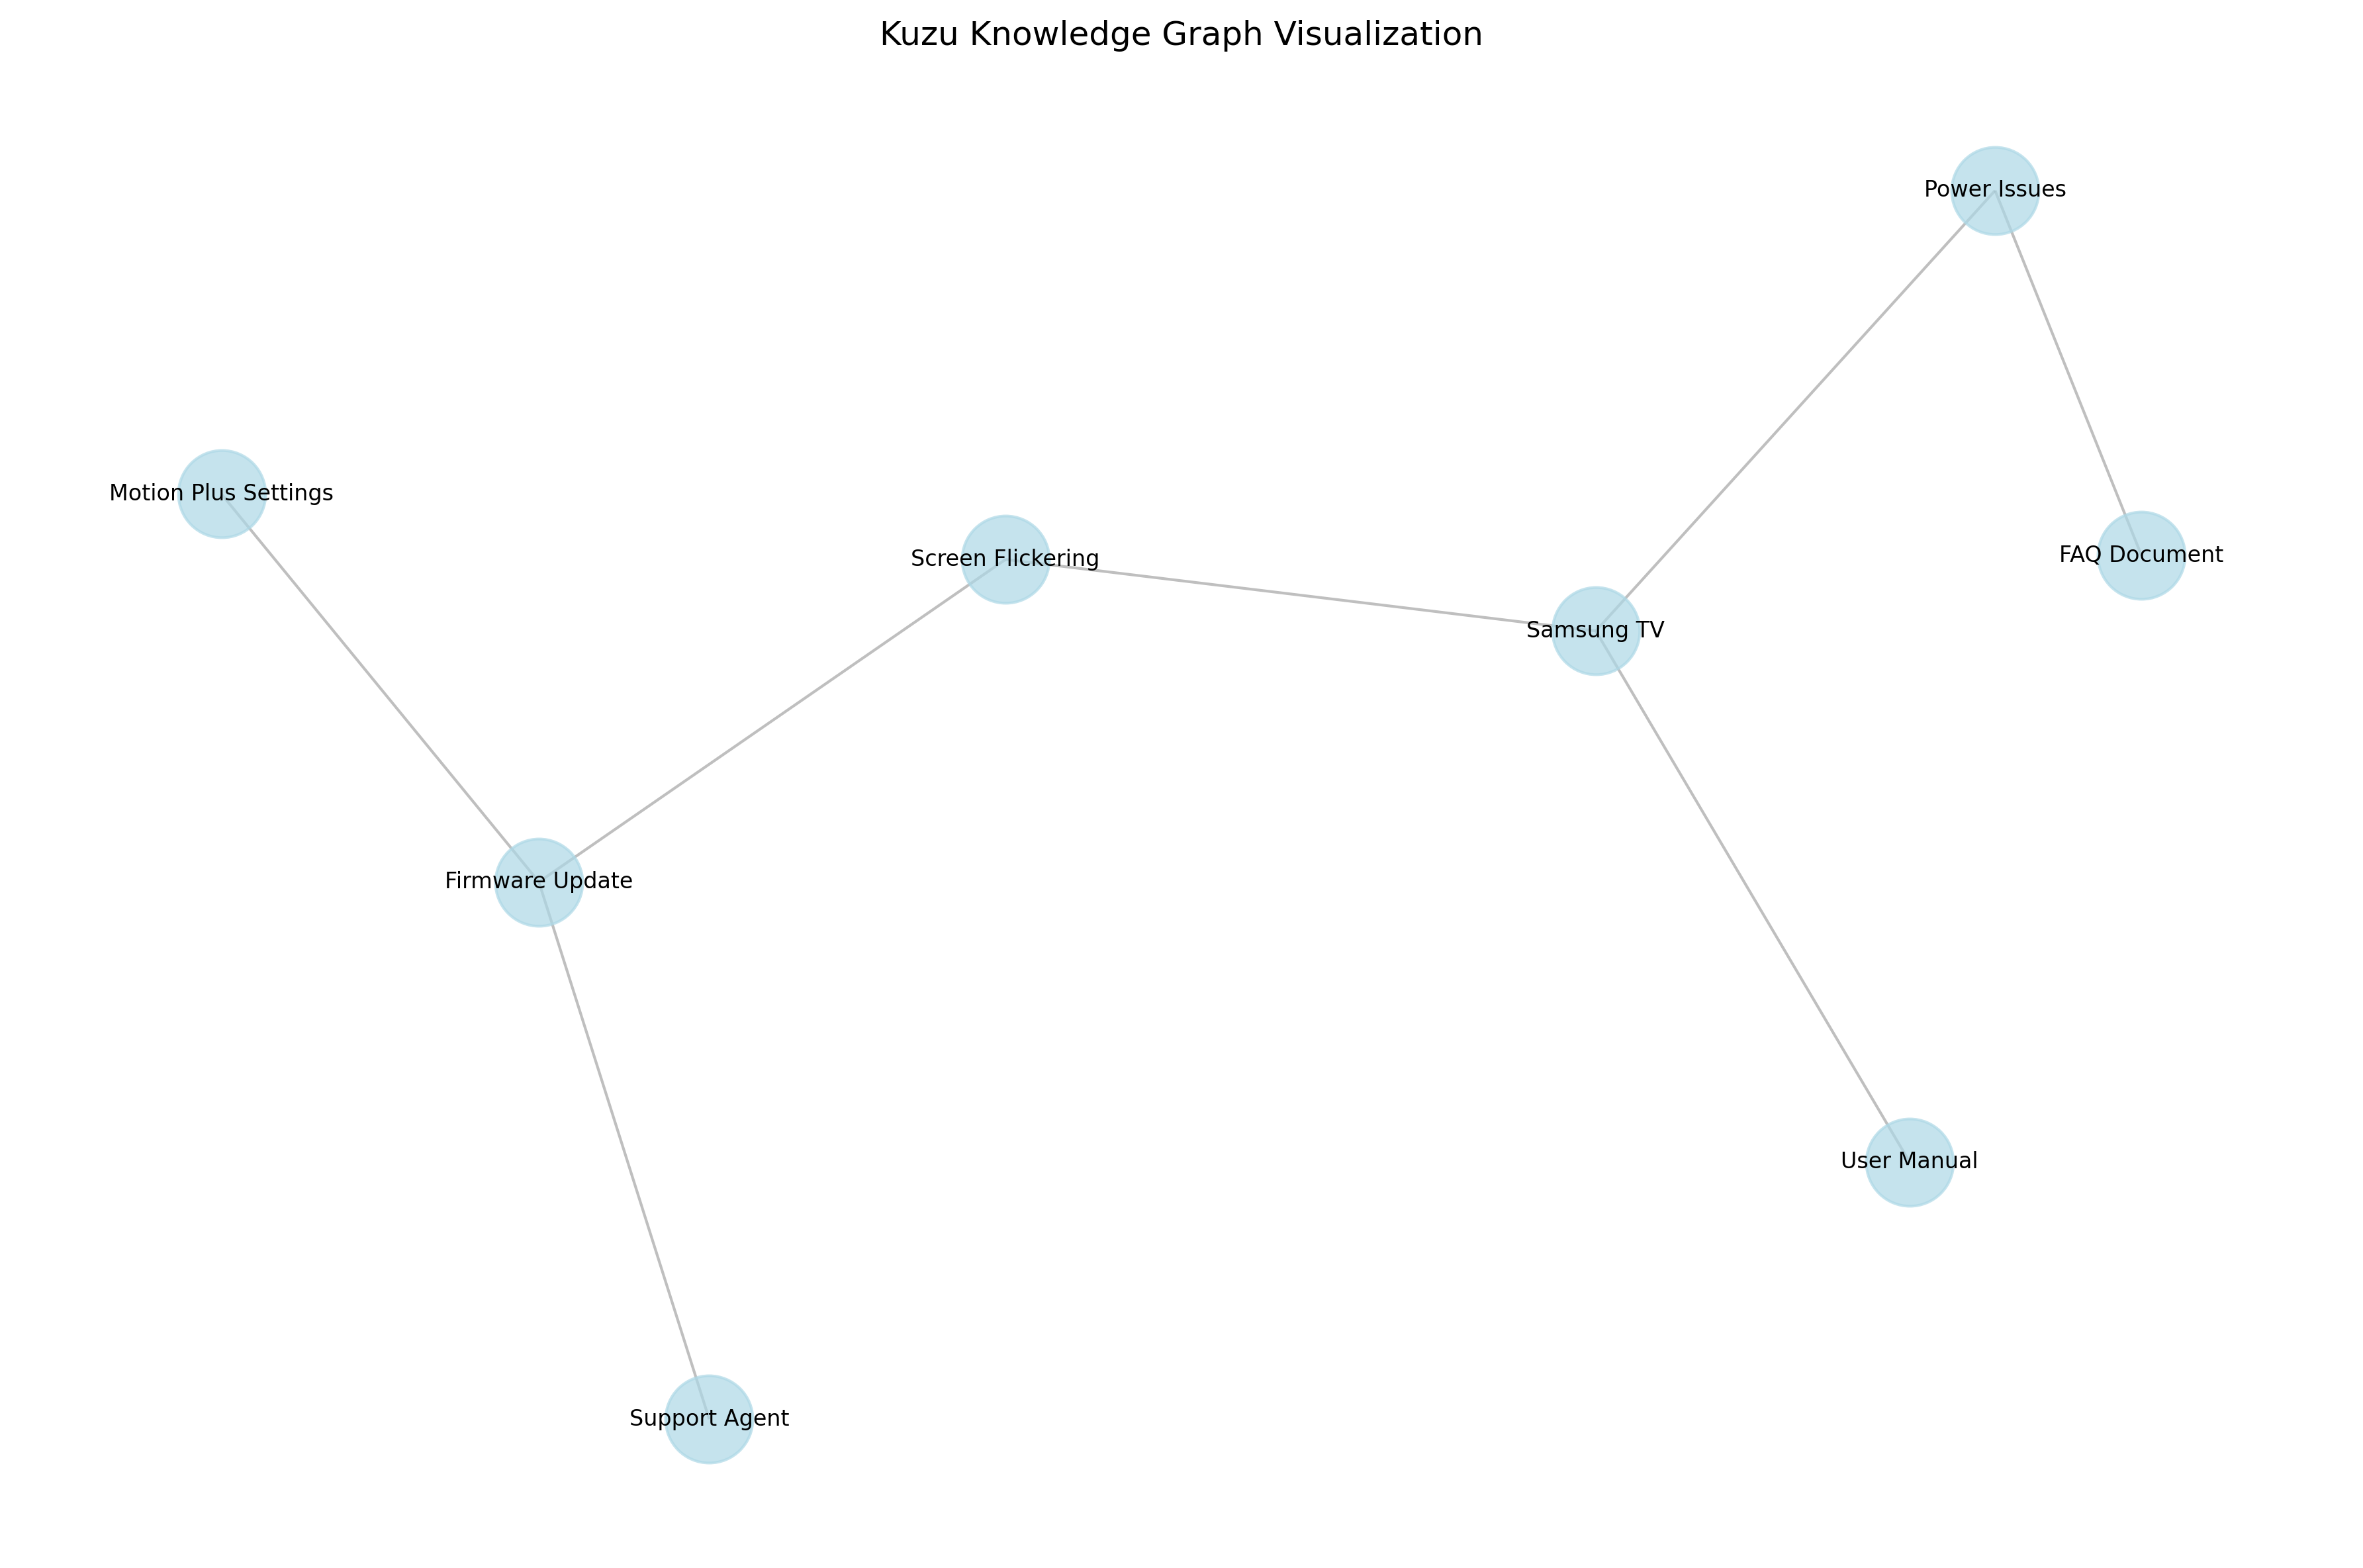 Kuzu Knowledge Graph Visualization
Power Issues
Motion Plus Settings
Screen Flickering
FAQ Document
Samsung TV
Firmware Update
User Manual
Support Agent